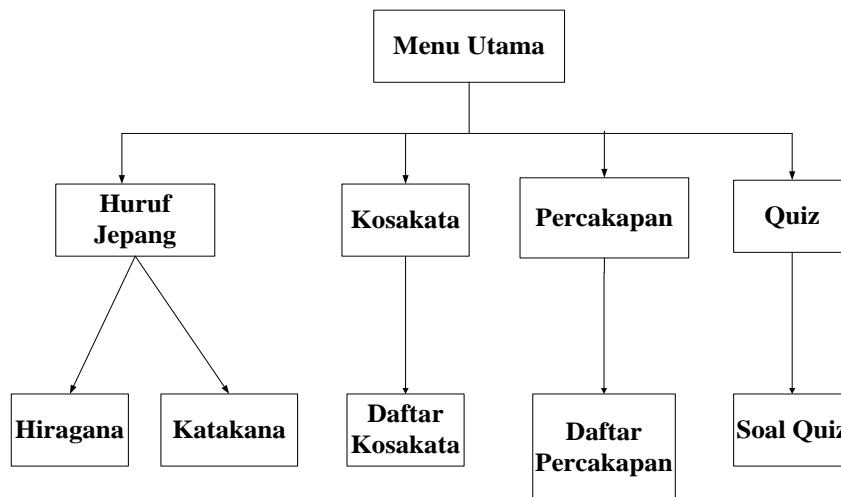 Menu Utama
Huruf
Jepang
Kosakata
Percakapan
Quiz
Hiragana
Katakana
Daftar
Kosakata
Daftar
Percakapan
Soal Quiz